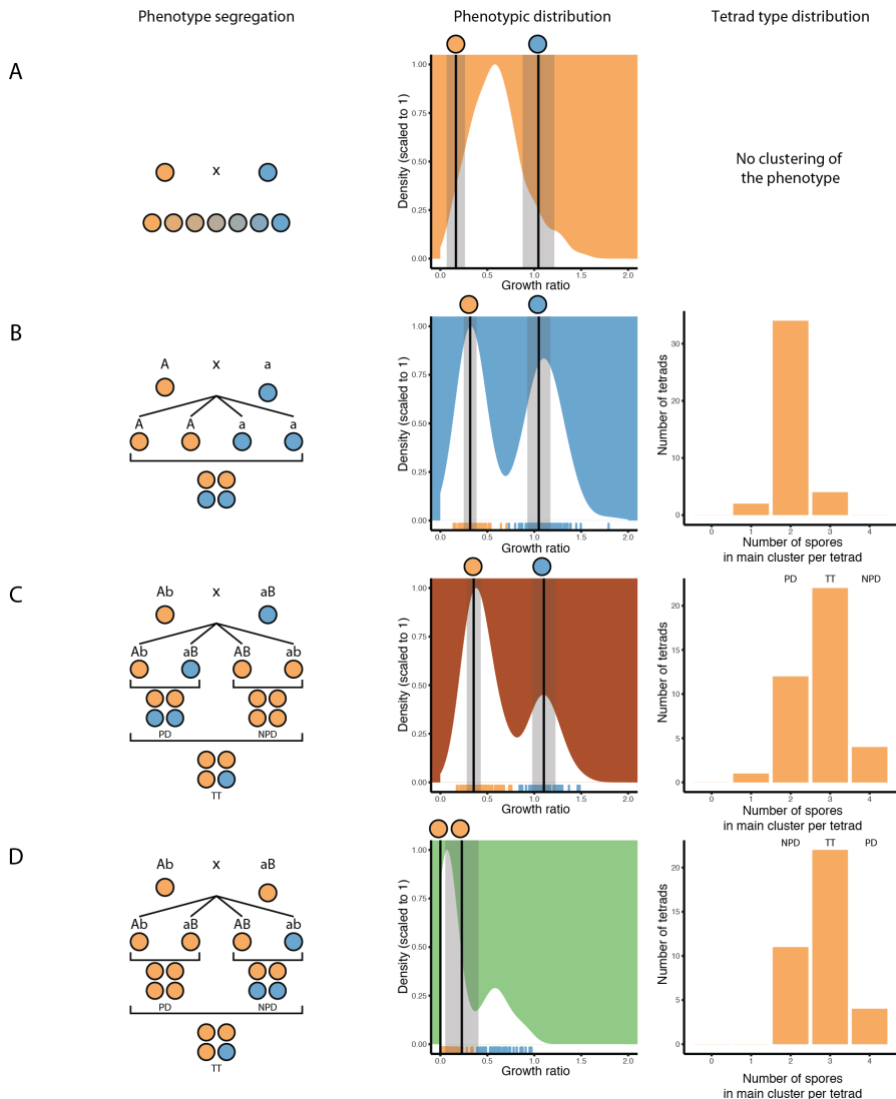 Phenotype segregation
Phenotypic distribution
Tetrad type distribution
A
x
Density (scaled to 1)
1.00
0.75
0.50
0.25
0.00
0.0 0.5 1.0 1.5 2.0
Growth ratio
No clustering of
the phenotype
B
A x a
A A a a
Density (scaled to 1)
1.00
0.75
0.50
0.25
0.00
0.0 0.5 1.0 1.5 2.0
Growth ratio
Number of tetrads
30
20
10
0
0 1 2 3 4
Number of spores
in main cluster per tetrad
C
Ab x aB
Ab aB AB ab
PD NPD
TT
Density (scaled to 1)
1.00
0.75
0.50
0.25
0.00
0.0 0.5 1.0 1.5 2.0
Growth ratio
PD TT NPD
Number of tetrads
20
15
10
5
0
0 1 2 3 4
Number of spores
in main cluster per tetrad
D
Ab x aB
Ab aB AB ab
PD NPD
TT
Density (scaled to 1)
1.00
0.75
0.50
0.25
0.00
0.0 0.5 1.0 1.5 2.0
Growth ratio
NPD TT PD
Number of tetrads
20
15
10
5
0
0 1 2 3 4
Number of spores
in main cluster per tetrad